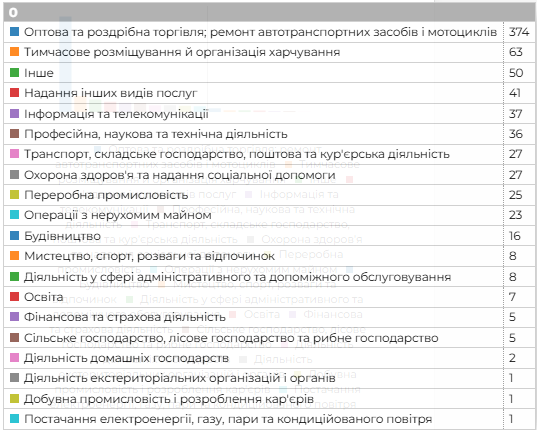 0
Оптова та роздрібна торгівля; ремонт автотранспортних засобів і мотоциклів 374
Тимчасове розміщування й організація харчування 63
Інше 50
Надання інших видів послуг 41
Інформація та телекомунікації 37
Професійна, наукова та технічна діяльність 36
Транспорт, складське господарство, поштова та кур'єрська діяльність 27
Охорона здоров'я та надання соціальної допомоги 27
Переробна промисловість 25
Операції з нерухомим майном 23
Будівництво 16
Мистецтво, спорт, розваги та відпочинок 8
Діяльність у сфері адміністративного та допоміжного обслуговування 8
Освіта 7
Фінансова та страхова діяльність 5
Сільське господарство, лісове господарство та рибне господарство 5
Діяльність домашніх господарств 2
Діяльність екстериторіальних організацій і органів 1
Добувна промисловість і розроблення кар'єрів 1
Постачання електроенергії, газу, пари та кондиційованого повітря 1